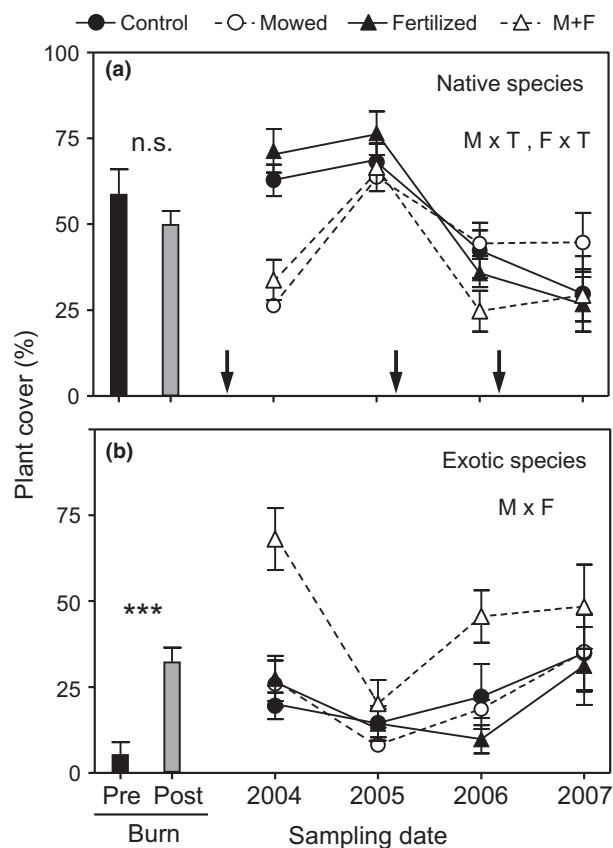 Control Mowed Fertilized M+F
(a) Native species
n.s. M x T , F x T
100
75
50
25
0
Plant cover (%)
(b) Exotic species
M x F
***
75
50
25
0
Pre Post 2004 2005 2006 2007
Burn Sampling date